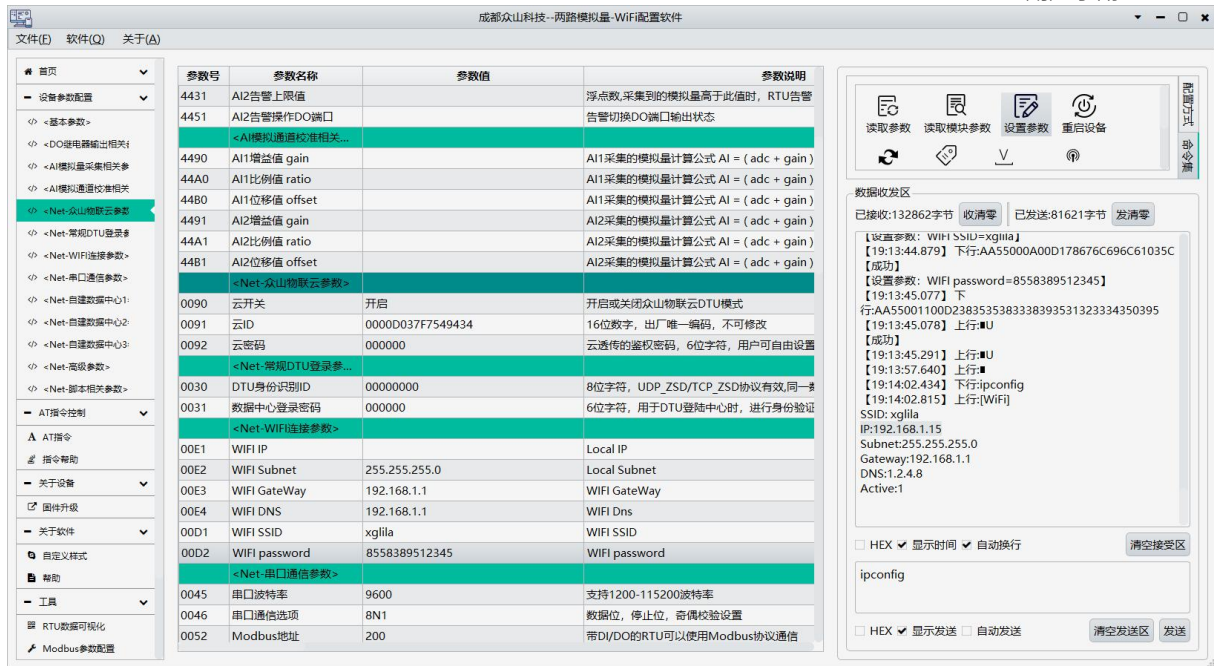 成都众山科技--两路模拟量-WiFi配置软件
文件(F) 软件(Q) 关于(A)
首页
设备参数配置
<基本参数>
<DO继电器输出相关
<AI模拟量采集相关参
<AI模拟通道校准相关
<Net-众山物联云参数
<Net-常规DTU登录参
<Net-WIFI连接参数>
<Net-串口通信参数>
<Net-自建数据中心1
<Net-自建数据中心2
<Net-自建数据中心3
<Net-高级参数>
<Net-脚本相关参数>
AT指令控制
AT指令
指令帮助
关于设备
固件升级
关于软件
自定义样式
帮助
工具
RTU数据可视化
Modbus参数配置
参数号 参数名称 参数值 参数说明
4431 AI2告警上限值 浮点数,采集到的模拟量高于此值时，RTU告警
4451 AI2告警操作DO端口 告警切换DO端口输出状态
<AI模拟通道校准相关...
4490 AI1增益值 gain AI1采集的模拟量计算公式 AI = ( adc + gain )
44A0 AI1比例值 ratio AI1采集的模拟量计算公式 AI = ( adc + gain )
44B0 AI1位移值 offset AI1采集的模拟量计算公式 AI = ( adc + gain )
4491 AI2增益值 gain AI2采集的模拟量计算公式 AI = ( adc + gain )
44A1 AI2比例值 ratio AI2采集的模拟量计算公式 AI = ( adc + gain )
44B1 AI2位移值 offset AI2采集的模拟量计算公式 AI = ( adc + gain )
<Net-众山物联云参数>
0090 云开关 开启 开启或关闭众山物联云DTU模式
0091 云ID 0000D037F7549434 16位数字，出厂唯一编码，不可修改
0092 云密码 000000 云透传的鉴权密码，6位字符，用户可自由设置
<Net-常规DTU登录参...
0030 DTU身份识别ID 00000000 8位字符，UDP_ZSD/TCP_ZSD协议有效,同一
0031 数据中心登录密码 000000 6位字符，用于DTU登陆中心时，进行身份验证
<Net-WIFI连接参数>
00E1 WIFI IP Local IP
00E2 WIFI Subnet 255.255.255.0 Local Subnet
00E3 WIFI GateWay 192.168.1.1 WIFI GateWay
00E4 WIFI DNS 192.168.1.1 WIFI Dns
00D1 WIFI SSID xglila WIFI SSID
00D2 WIFI password 8558389512345 WIFI password
<Net-串口通信参数>
0045 串口波特率 9600 支持1200-115200波特率
0046 串口通信选项 8N1 数据位，停止位，奇偶校验设置
0052 Modbus地址 200 带DI/DO的RTU可以使用Modbus协议通信
读取参数 读取模块参数 设置参数 重启设备
配置方式
命令集
数据收发区
已接收:132862字节 收清零 已发送:81621字节 发清零
【设置参数：WIFI SSID=xglila】
【19:13:44.879】下行:AA55000A00D178676C696C61035C
【成功】
【设置参数：WIFI password=8558389512345】
【19:13:45.077】下
行:AA55001100D2383535383338393531323334350395
【19:13:45.078】上行:■U
【成功】
【19:13:45.291】上行:■U
【19:13:57.640】上行:■
【19:14:02.434】下行:ipconfig
【19:14:02.815】上行:[WiFi]
SSID: xglila
IP:192.168.1.15
Subnet:255.255.255.0
Gateway:192.168.1.1
DNS:1.2.4.8
Active:1
HEX 显示时间 自动换行 清空接受区
ipconfig
HEX 显示发送 自动发送 清空发送区 发送